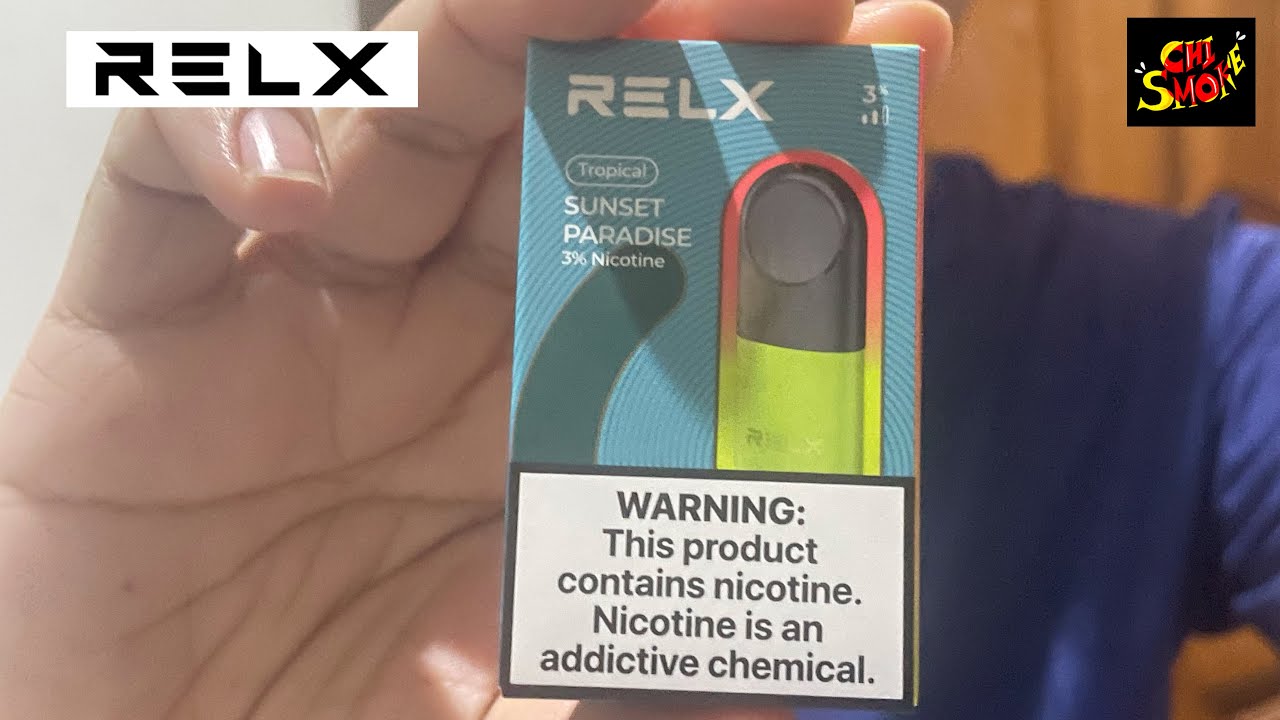 RELX
CHI
SMOKE
RELX
3%
Tropical
SUNSET
PARADISE
3% Nicotine
RELX
WARNING:
This product
contains nicotine.
Nicotine is an
addictive chemical.